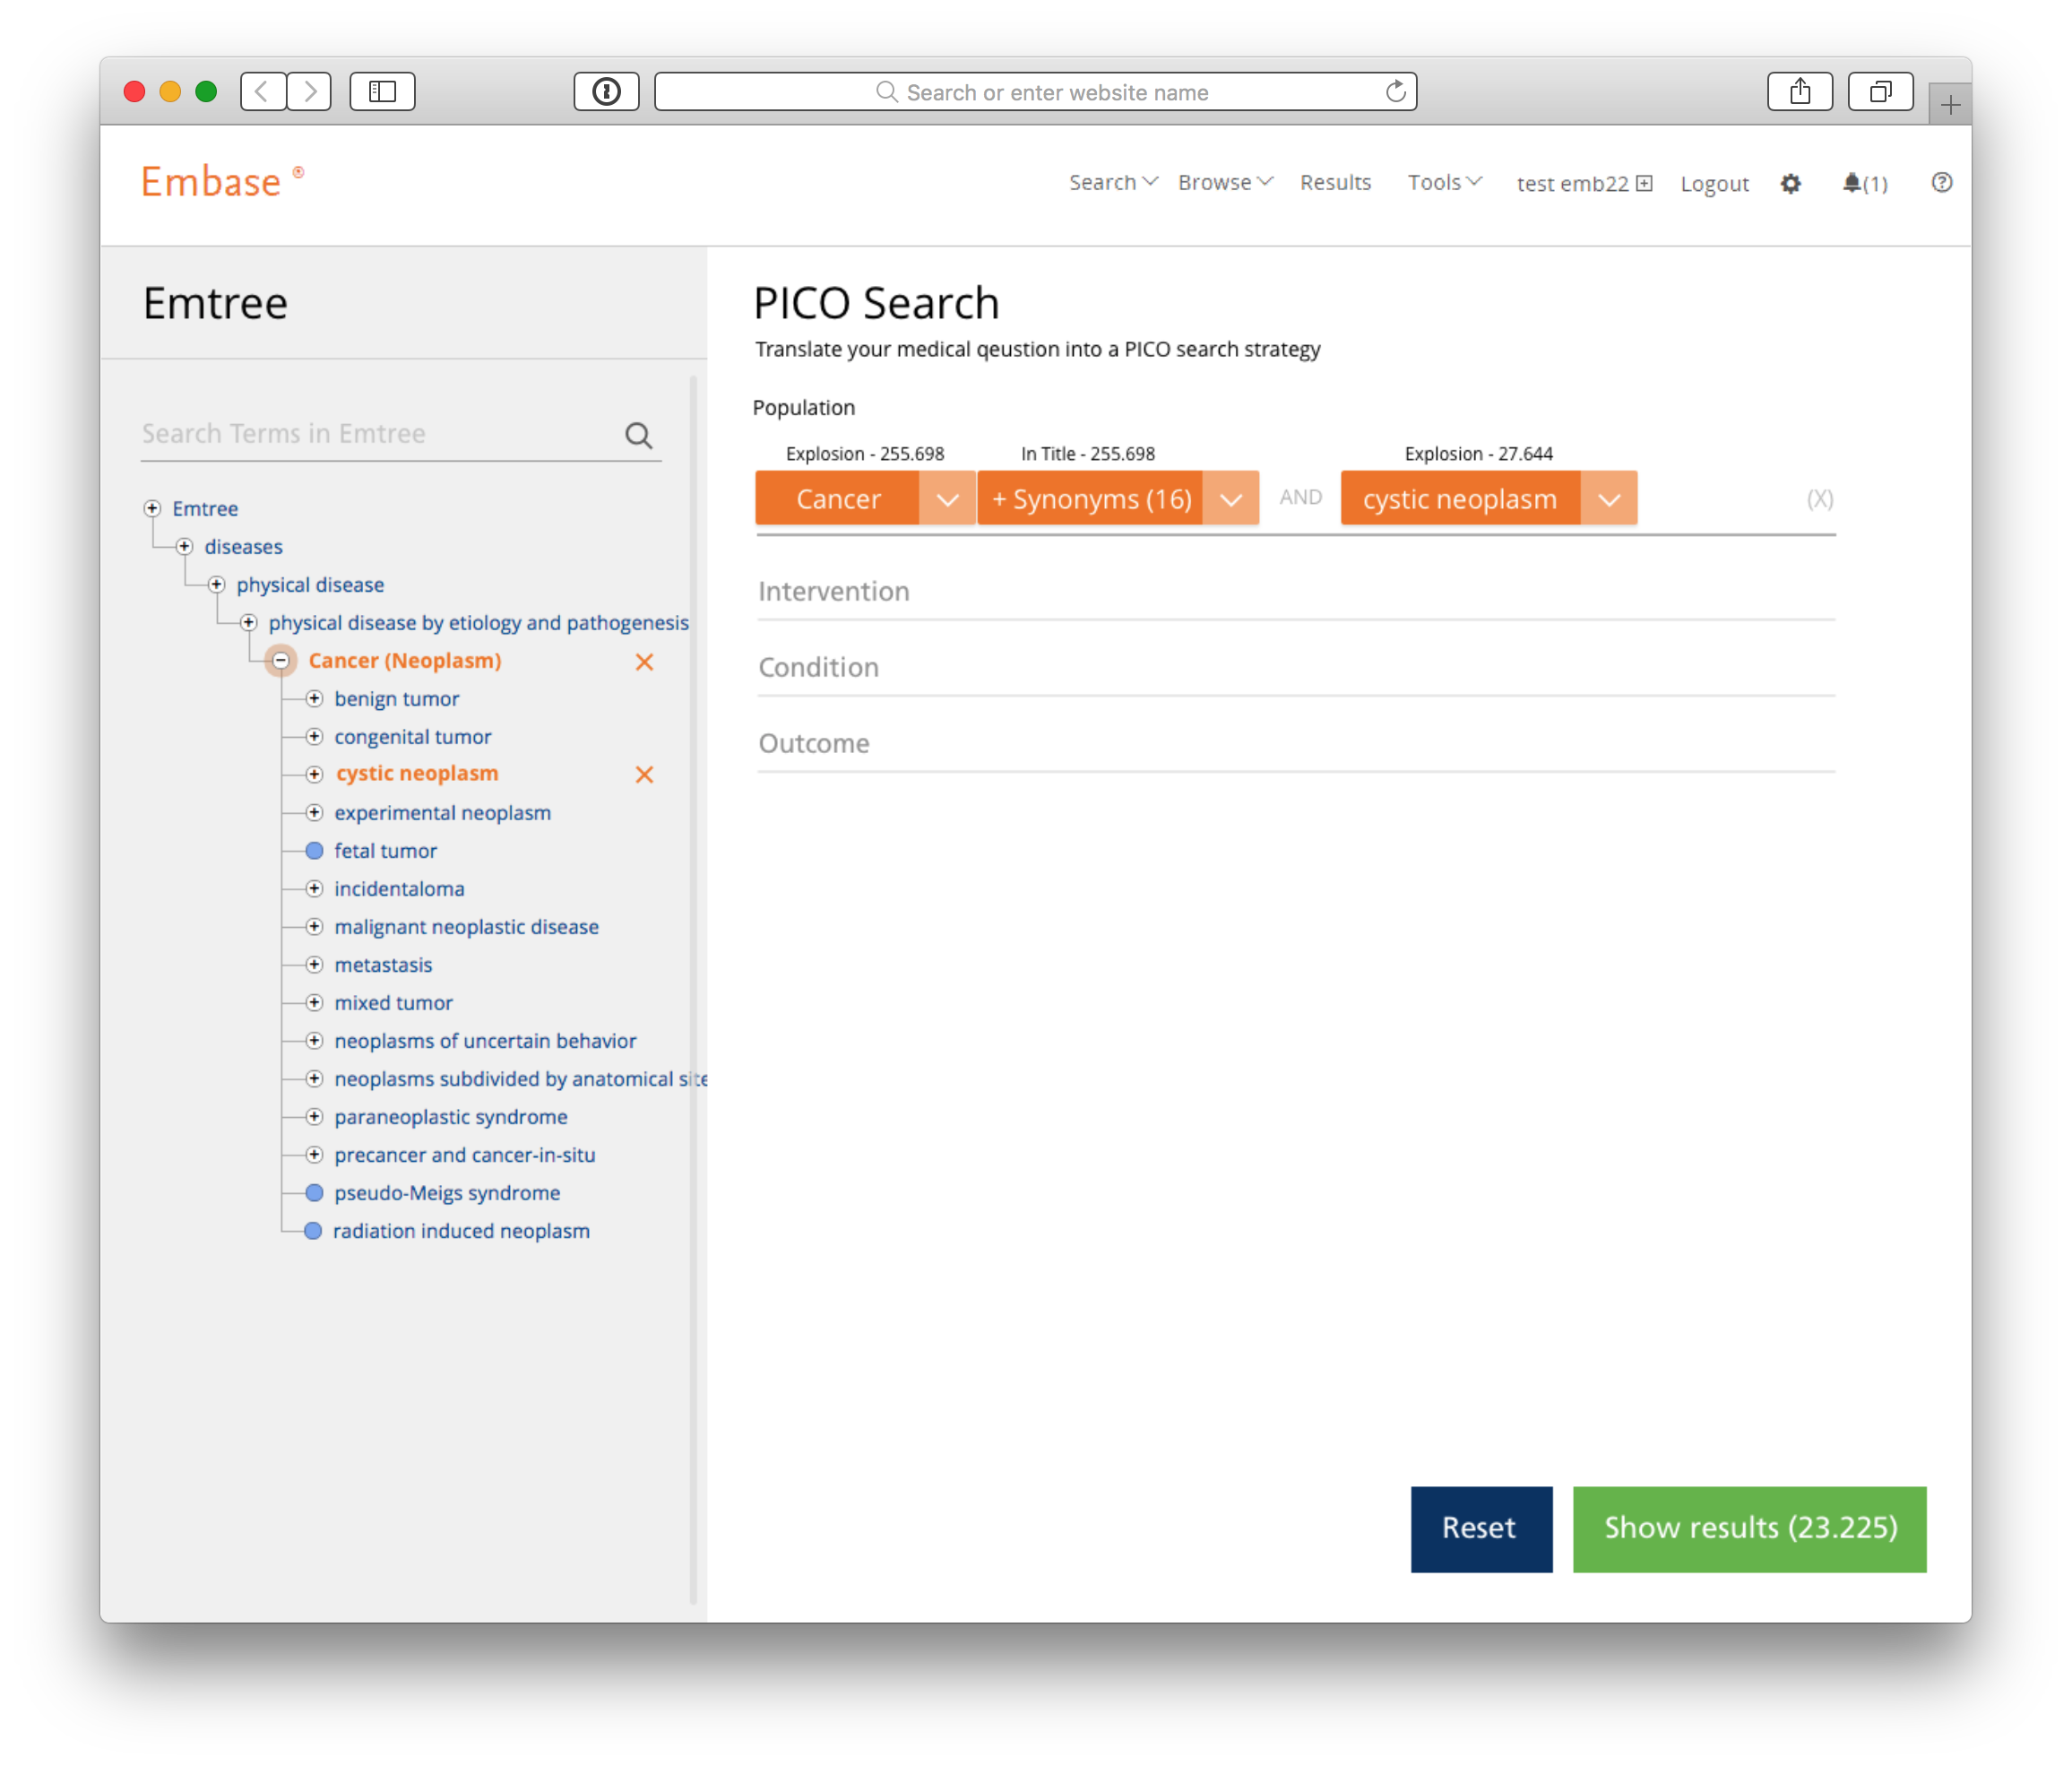 Search or enter website name
Embase ®
Search Browse Results Tools test emb22 Logout (1)
Emtree
Search Terms in Emtree
Emtree
diseases
physical disease
physical disease by etiology and pathogenesis
Cancer (Neoplasm)
benign tumor
congenital tumor
cystic neoplasm
experimental neoplasm
fetal tumor
incidentaloma
malignant neoplastic disease
metastasis
mixed tumor
neoplasms of uncertain behavior
neoplasms subdivided by anatomical site
paraneoplastic syndrome
precancer and cancer-in-situ
pseudo-Meigs syndrome
radiation induced neoplasm
PICO Search
Translate your medical qeustion into a PICO search strategy
Population
Explosion - 255.698 In Title - 255.698 Explosion - 27.644
Cancer + Synonyms (16) AND cystic neoplasm (X)
Intervention
Condition
Outcome
Reset Show results (23.225)